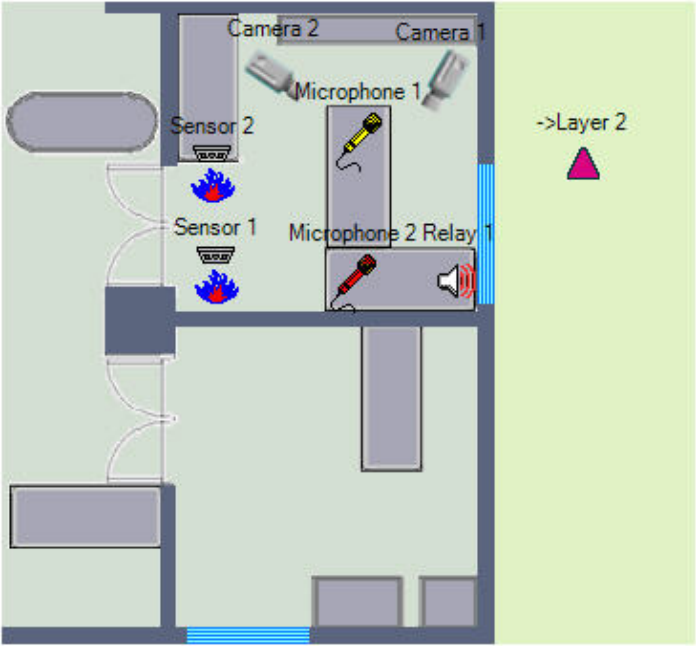 Camera 2
Camera 1
Microphone 1
->Layer 2
Sensor 2
Sensor 1
Microphone 2 Relay 1